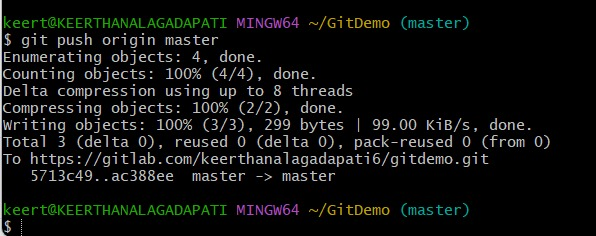 keert@KEERTHANALAGADAPATI MINGW64 ~/GitDemo (master)
$ git push origin master
Enumerating objects: 4, done.
Counting objects: 100% (4/4), done.
Delta compression using up to 8 threads
Compressing objects: 100% (2/2), done.
Writing objects: 100% (3/3), 299 bytes | 99.00 KiB/s, done.
Total 3 (delta 0), reused 0 (delta 0), pack-reused 0 (from 0)
To https://gitlab.com/keerthanalagadapati6/gitdemo.git
   5713c49..ac388ee  master -> master
keert@KEERTHANALAGADAPATI MINGW64 ~/GitDemo (master)
$